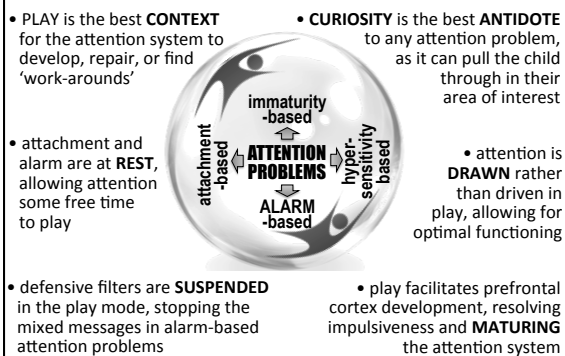 • PLAY is the best CONTEXT
for the attention system to
develop, repair, or find
‘work-arounds’
• CURIOSITY is the best ANTIDOTE
to any attention problem,
as it can pull the child
through in their
area of interest
• attachment and
alarm are at REST,
allowing attention
some free time
to play
immaturity
-based
attachment
-based
ATTENTION
PROBLEMS
hyper-
sensitivity
based
ALARM
-based
• attention is
DRAWN rather
than driven in
play, allowing for
optimal functioning
• defensive filters are SUSPENDED
in the play mode, stopping the
mixed messages in alarm-based
attention problems
• play facilitates prefrontal
cortex development, resolving
impulsiveness and MATURING
the attention system